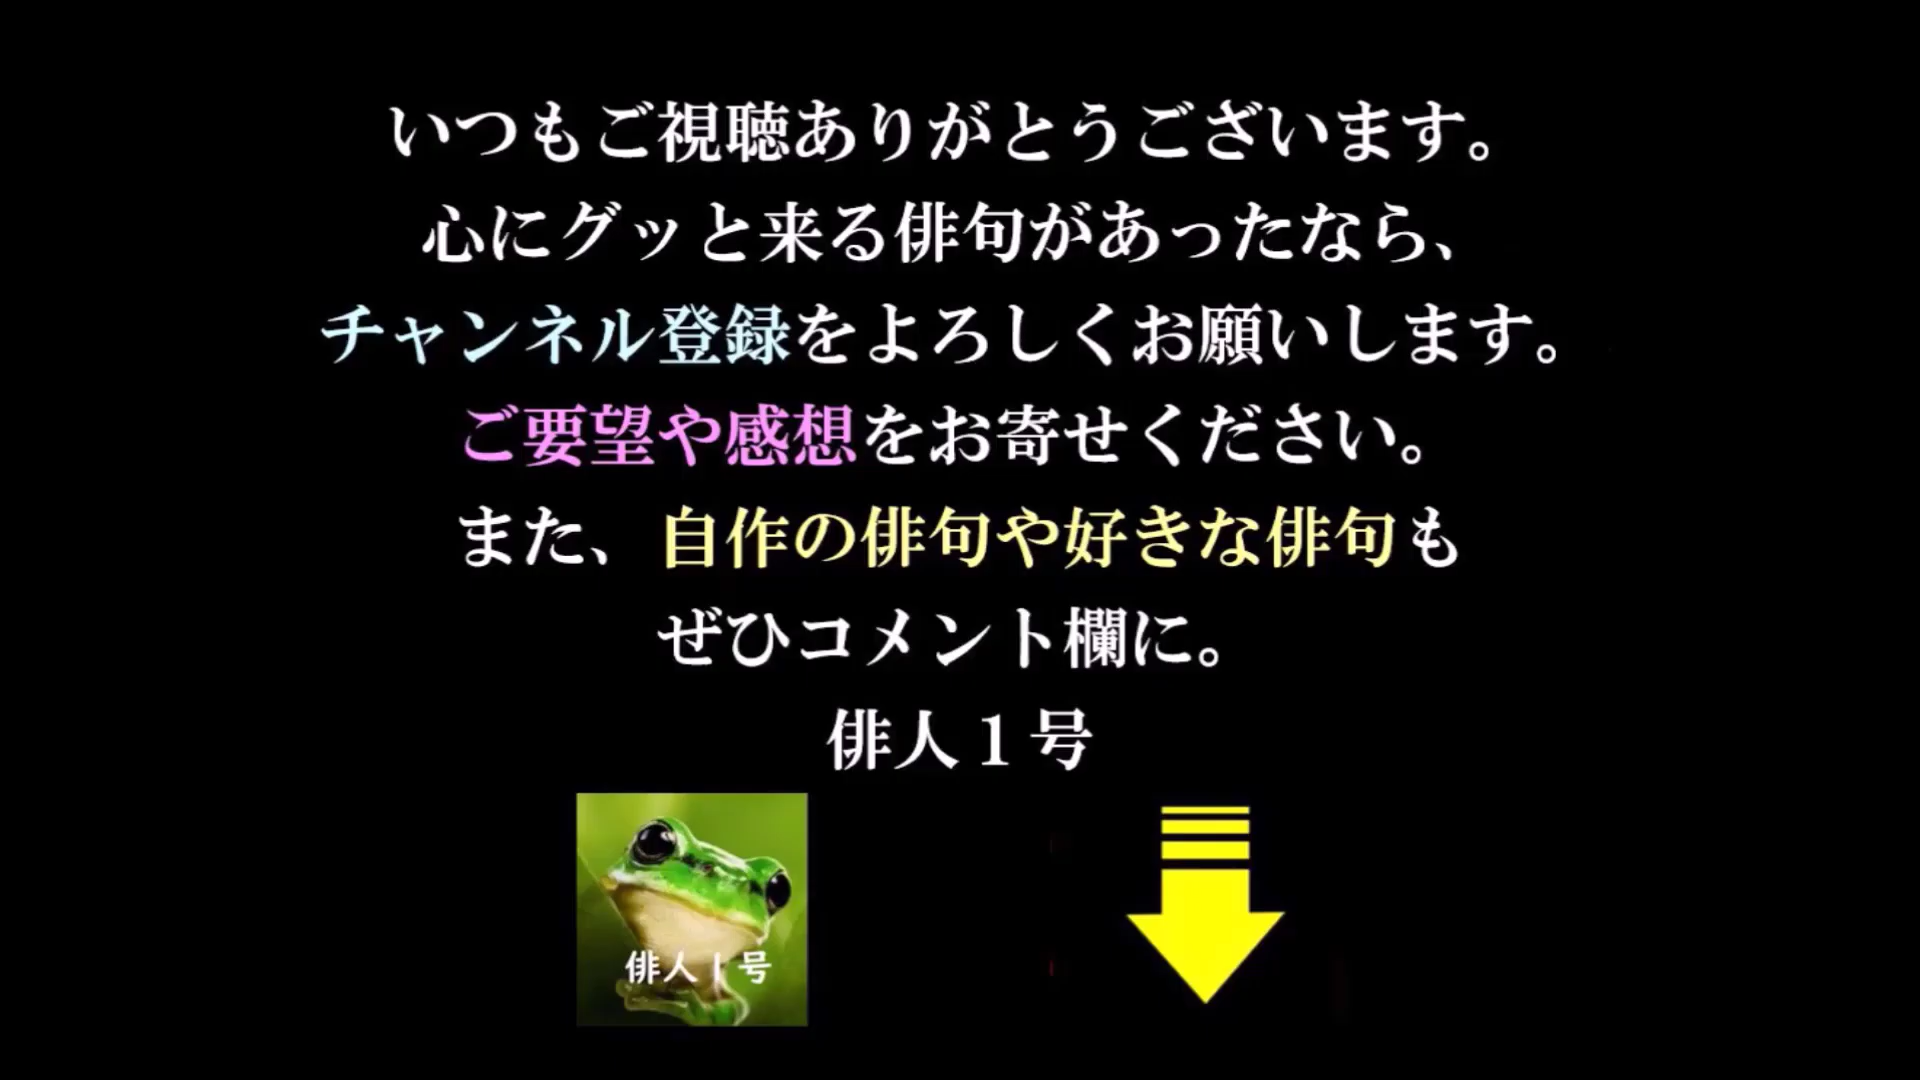 いつもご視聴ありがとうございます。
心にグッと来る俳句があったなら、
チャンネル登録をよろしくお願いします。
ご要望や感想をお寄せください。
また、自作の俳句や好きな俳句も
ぜひコメント欄に。
俳人１号
俳人１号